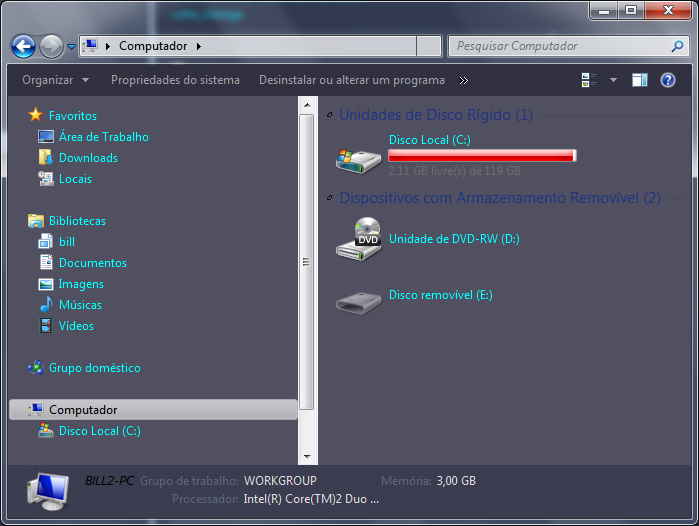 Computador
Pesquisar Computador
Organizar
Propriedades do sistema
Desinstalar ou alterar um programa
»
Favoritos
Área de Trabalho
Downloads
Locais
Bibliotecas
bill
Documentos
Imagens
Músicas
Vídeos
Grupo doméstico
Computador
Disco Local (C:)
Unidades de Disco Rígido (1)
Disco Local (C:)
2,11 GB livre(s) de 119 GB
Dispositivos com Armazenamento Removível (2)
DVD
Unidade de DVD-RW (D:)
Disco removível (E:)
BILL2-PC Grupo de trabalho: WORKGROUP Memória: 3,00 GB
Processador: Intel(R) Core(TM)2 Duo ...